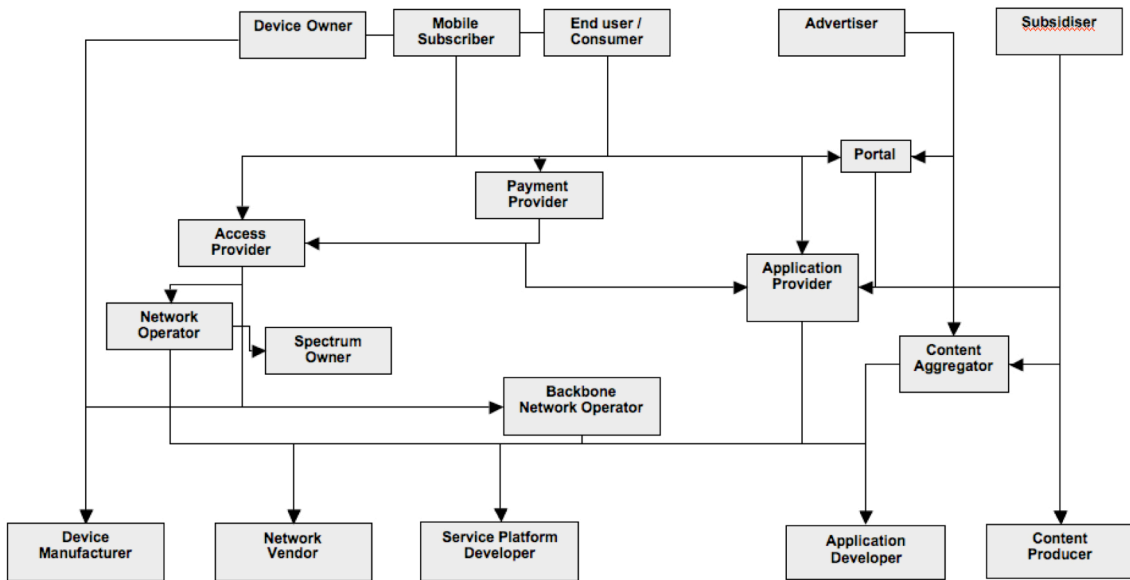 Device Owner
Mobile
Subscriber
End user /
Consumer
Advertiser
Subsidiser
Portal
Payment
Provider
Access
Provider
Application
Provider
Network
Operator
Spectrum
Owner
Content
Aggregator
Backbone
Network Operator
Device
Manufacturer
Network
Vendor
Service Platform
Developer
Application
Developer
Content
Producer